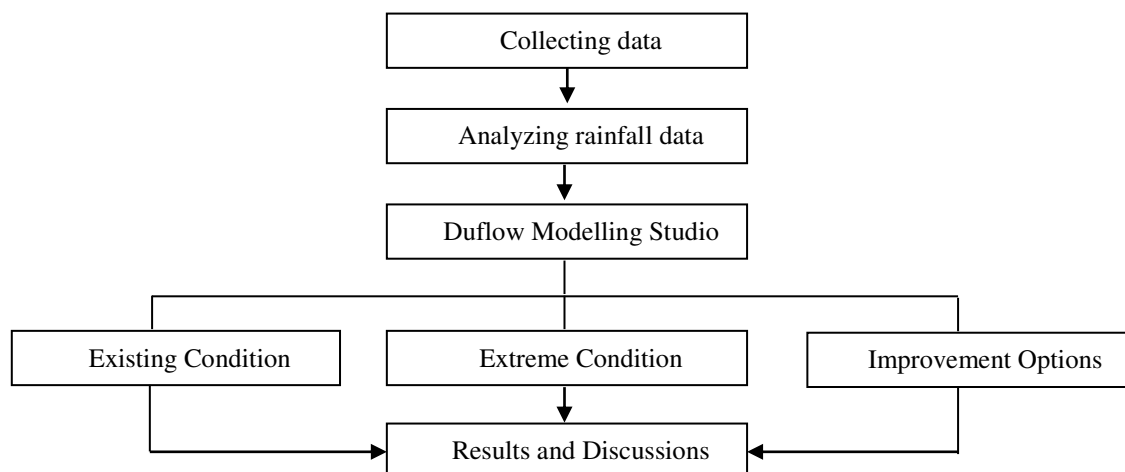 Collecting data
Analyzing rainfall data
Duflow Modelling Studio
Existing Condition
Extreme Condition
Improvement Options
Results and Discussions